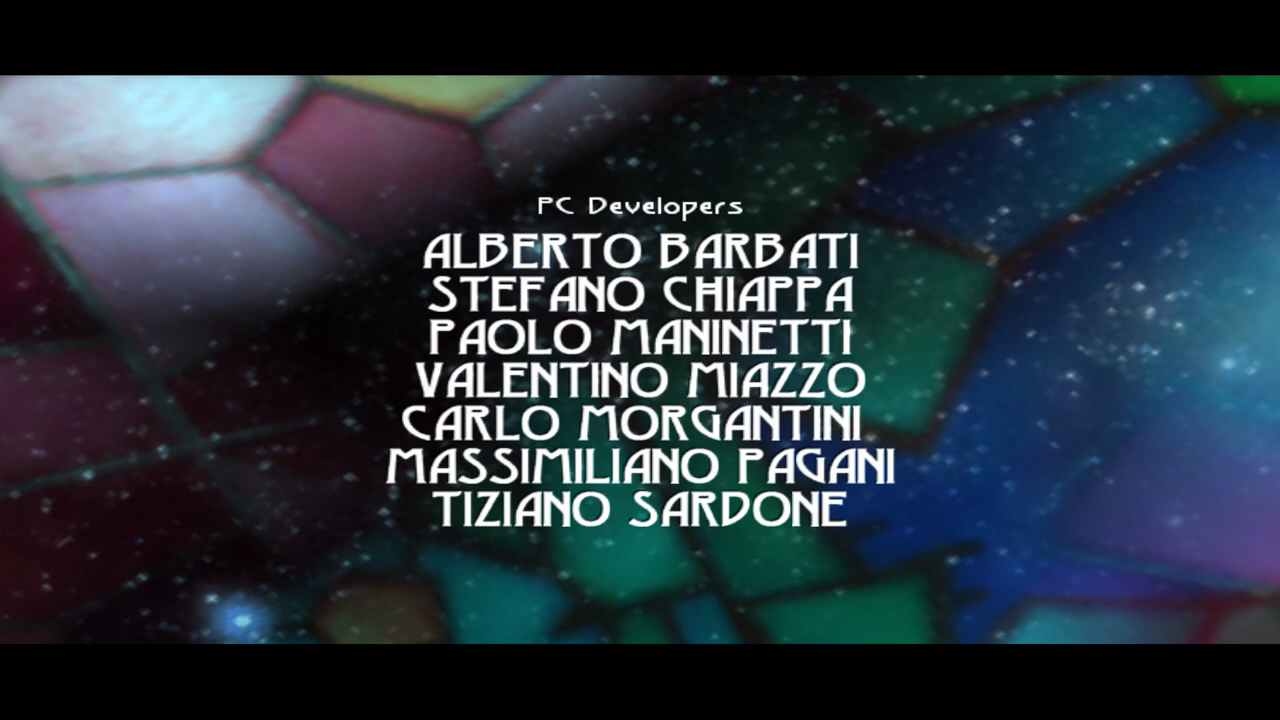 PC Developers
ALBERTO BARBATI
STEFANO CHIAPPA
PAOLO MANINETTI
VALENTINO MIAZZO
CARLO MORGANTINI
MASSIMILIANO PAGANI
TIZIANO SARDONE